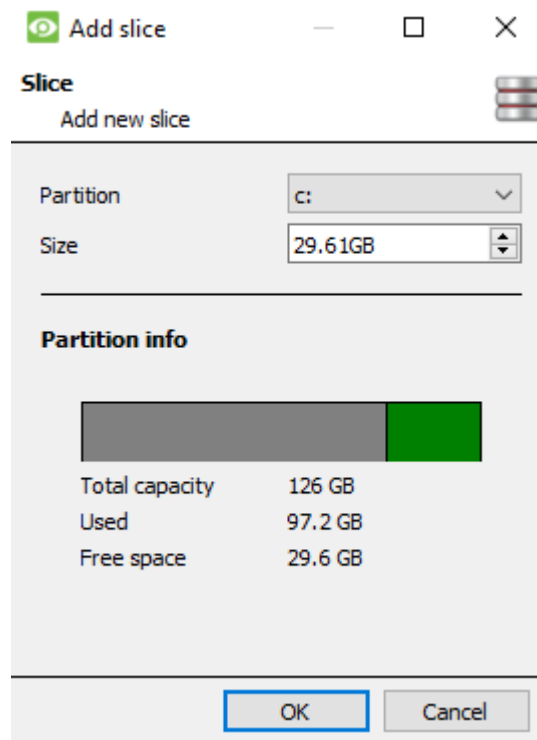 Add slice
Slice
Add new slice
Partition c:
Size 29.61GB
Partition info
Total capacity 126 GB
Used 97.2 GB
Free space 29.6 GB
OK Cancel